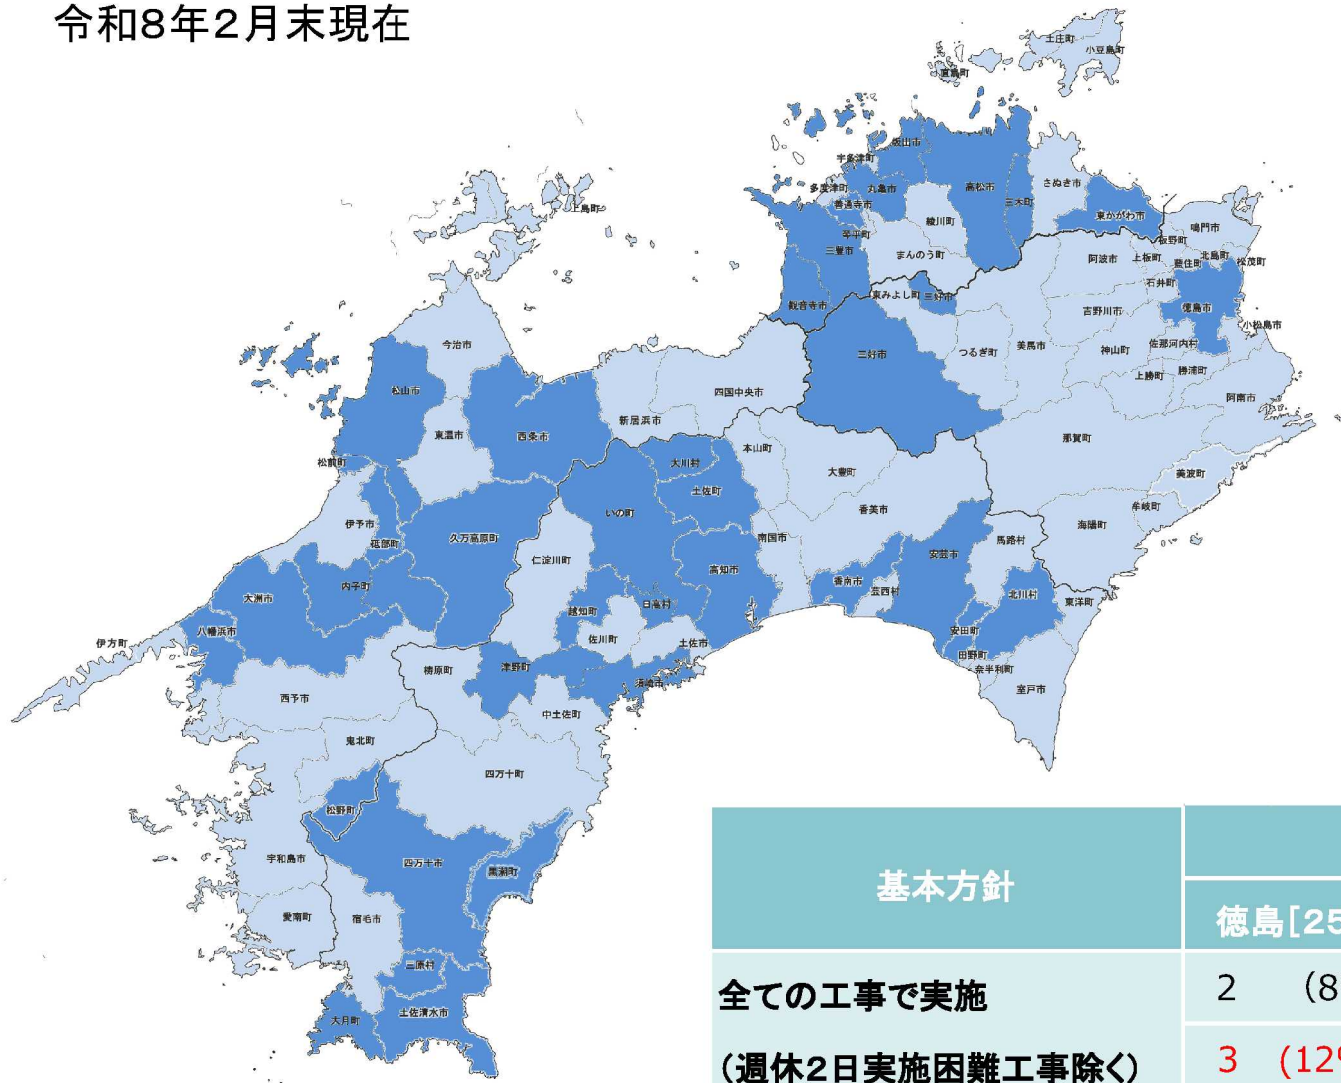 令和8年2月末現在
土庄町
小豆島町
直島町
坂山市
宇多津町
多度津町
丸亀市
善通寺市
高松市
三木町
さぬき市
東かがわ市
綾川町
琴平町
まんのう町
三豊市
観音寺市
鳴門市
板野町
上板町
藍住町
北島町
松茂町
阿波市
石井町
徳島市
小松島市
東みよし町
三好市
吉野川市
美馬市
つるぎ町
神山町
佐那河内村
上勝町
勝浦町
阿南市
三好市
那賀町
美波町
牟岐町
海陽町
上島町
今治市
松山市
東温市
西条市
新居浜市
四国中央市
松前町
伊予市
砥部町
久万高原町
内子町
大洲市
八幡浜市
伊方町
西予市
鬼北町
松野町
宇和島市
愛南町
本山町
大豊町
大川村
土佐町
いの町
香美市
南国市
高知市
仁淀川町
日高村
越知町
佐川町
土佐市
香南市
芸西村
安芸市
馬路村
北川村
東洋町
安田町
田野町
奈半利町
室戸市
梼原町
津野町
須崎市
中土佐町
四万十町
四万十市
黒潮町
宿毛市
三原村
大月町
土佐清水市
基本方針
徳島[25
全ての工事で実施
2 (8
(週休2日実施困難工事除く)
3 (12%